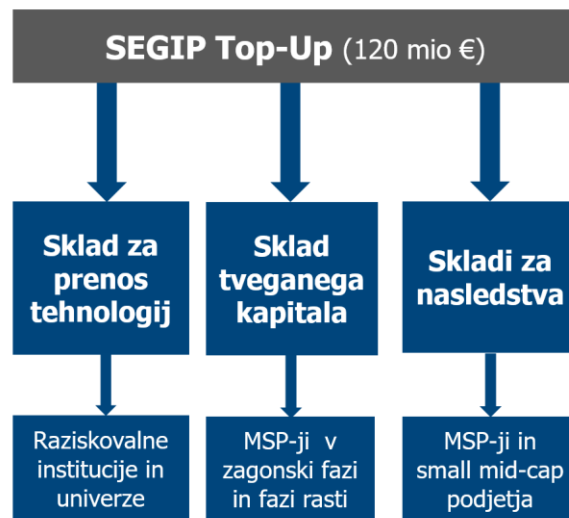 SEGIP Top-Up (120 mio €)
Sklad za
prenos
tehnologij
Sklad
tveganega
kapitala
Skladi za
nasledstva
Raziskovalne
institucije in
univerze
MSP-ji v
zagonski fazi
in fazi rasti
MSP-ji in
small mid-cap
podjetja